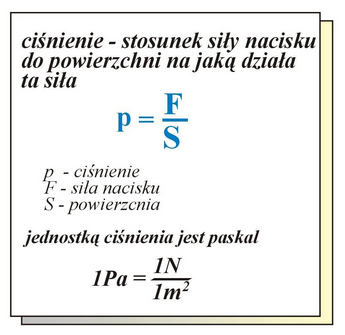 ciśnienie - stosunek siły nacisku
do powierzchni na jaką działa
ta siła
p = F/S
p - ciśnienie
F - siła nacisku
S - powierzcnia
jednostką ciśnienia jest paskal
1Pa = 1N/1m²